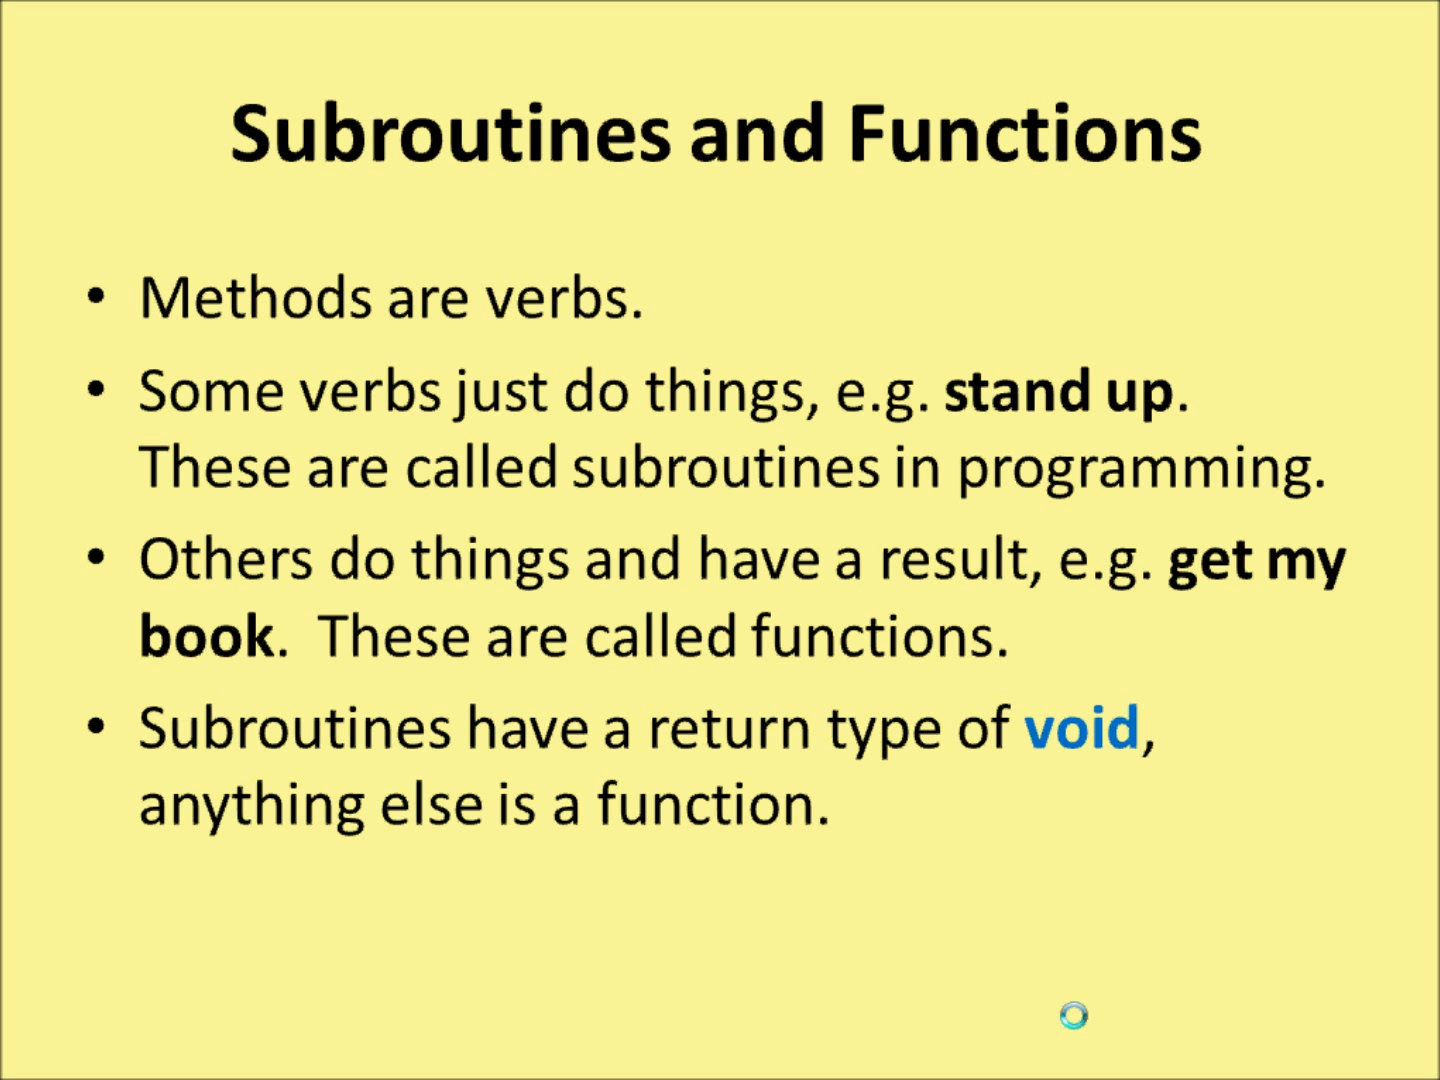 Subroutines and Functions
• Methods are verbs.
• Some verbs just do things, e.g. stand up.
These are called subroutines in programming.
• Others do things and have a result, e.g. get my
book.  These are called functions.
• Subroutines have a return type of void,
anything else is a function.